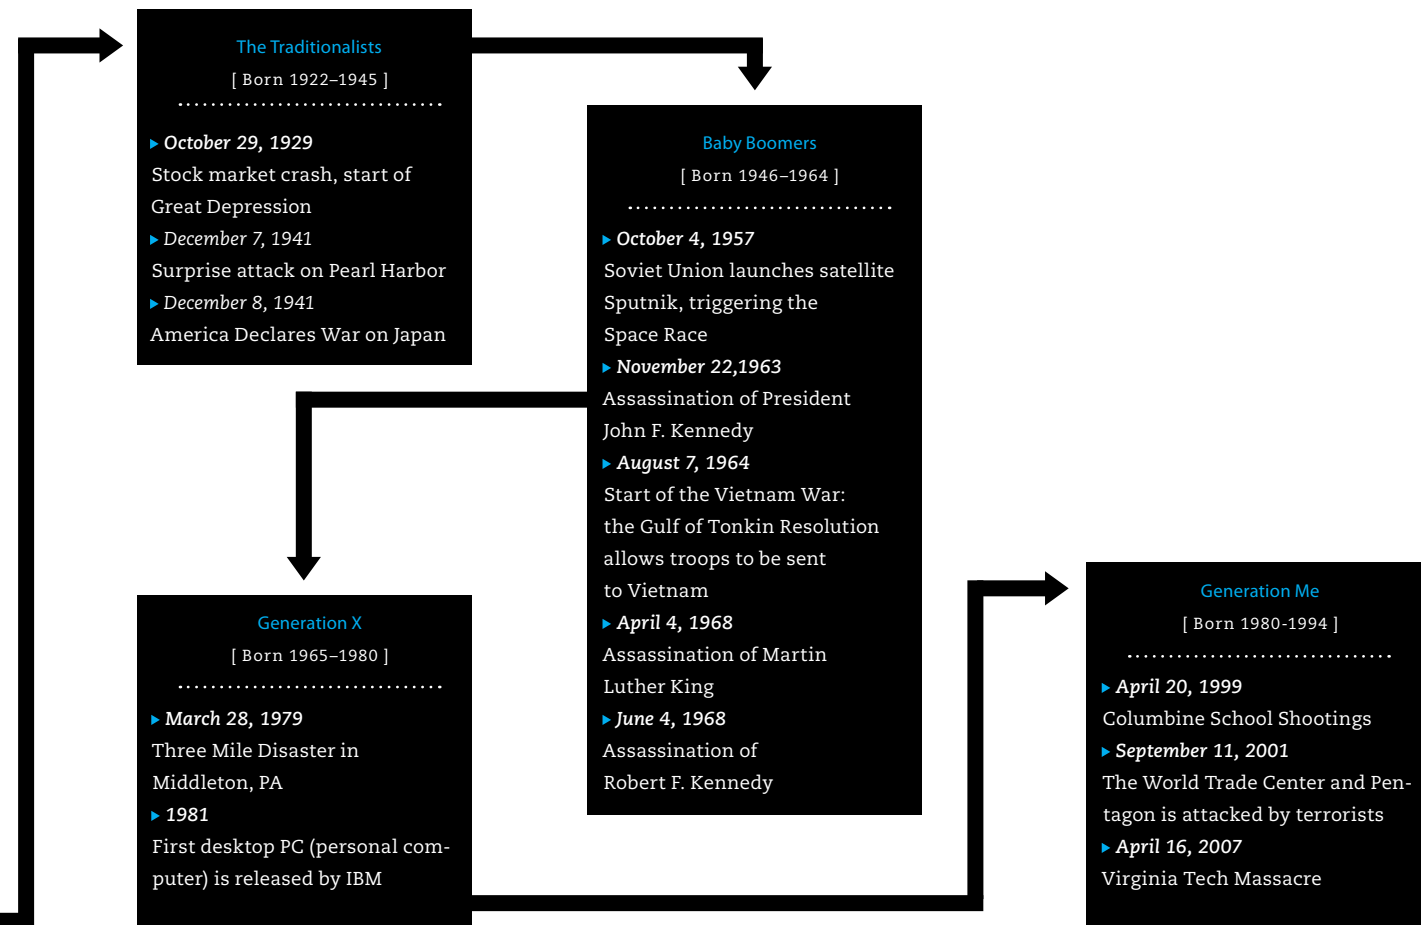 The Traditionalists
[ Born 1922–1945 ]
October 29, 1929
Stock market crash, start of
Great Depression
December 7, 1941
Surprise attack on Pearl Harbor
December 8, 1941
America Declares War on Japan
Baby Boomers
[ Born 1946–1964 ]
October 4, 1957
Soviet Union launches satellite
Sputnik, triggering the
Space Race
November 22,1963
Assassination of President
John F. Kennedy
August 7, 1964
Start of the Vietnam War:
the Gulf of Tonkin Resolution
allows troops to be sent
to Vietnam
April 4, 1968
Assassination of Martin
Luther King
June 4, 1968
Assassination of
Robert F. Kennedy
Generation X
[ Born 1965–1980 ]
March 28, 1979
Three Mile Disaster in
Middleton, PA
1981
First desktop PC (personal com-
puter) is released by IBM
Generation Me
[ Born 1980-1994 ]
April 20, 1999
Columbine School Shootings
September 11, 2001
The World Trade Center and Pen-
tagon is attacked by terrorists
April 16, 2007
Virginia Tech Massacre